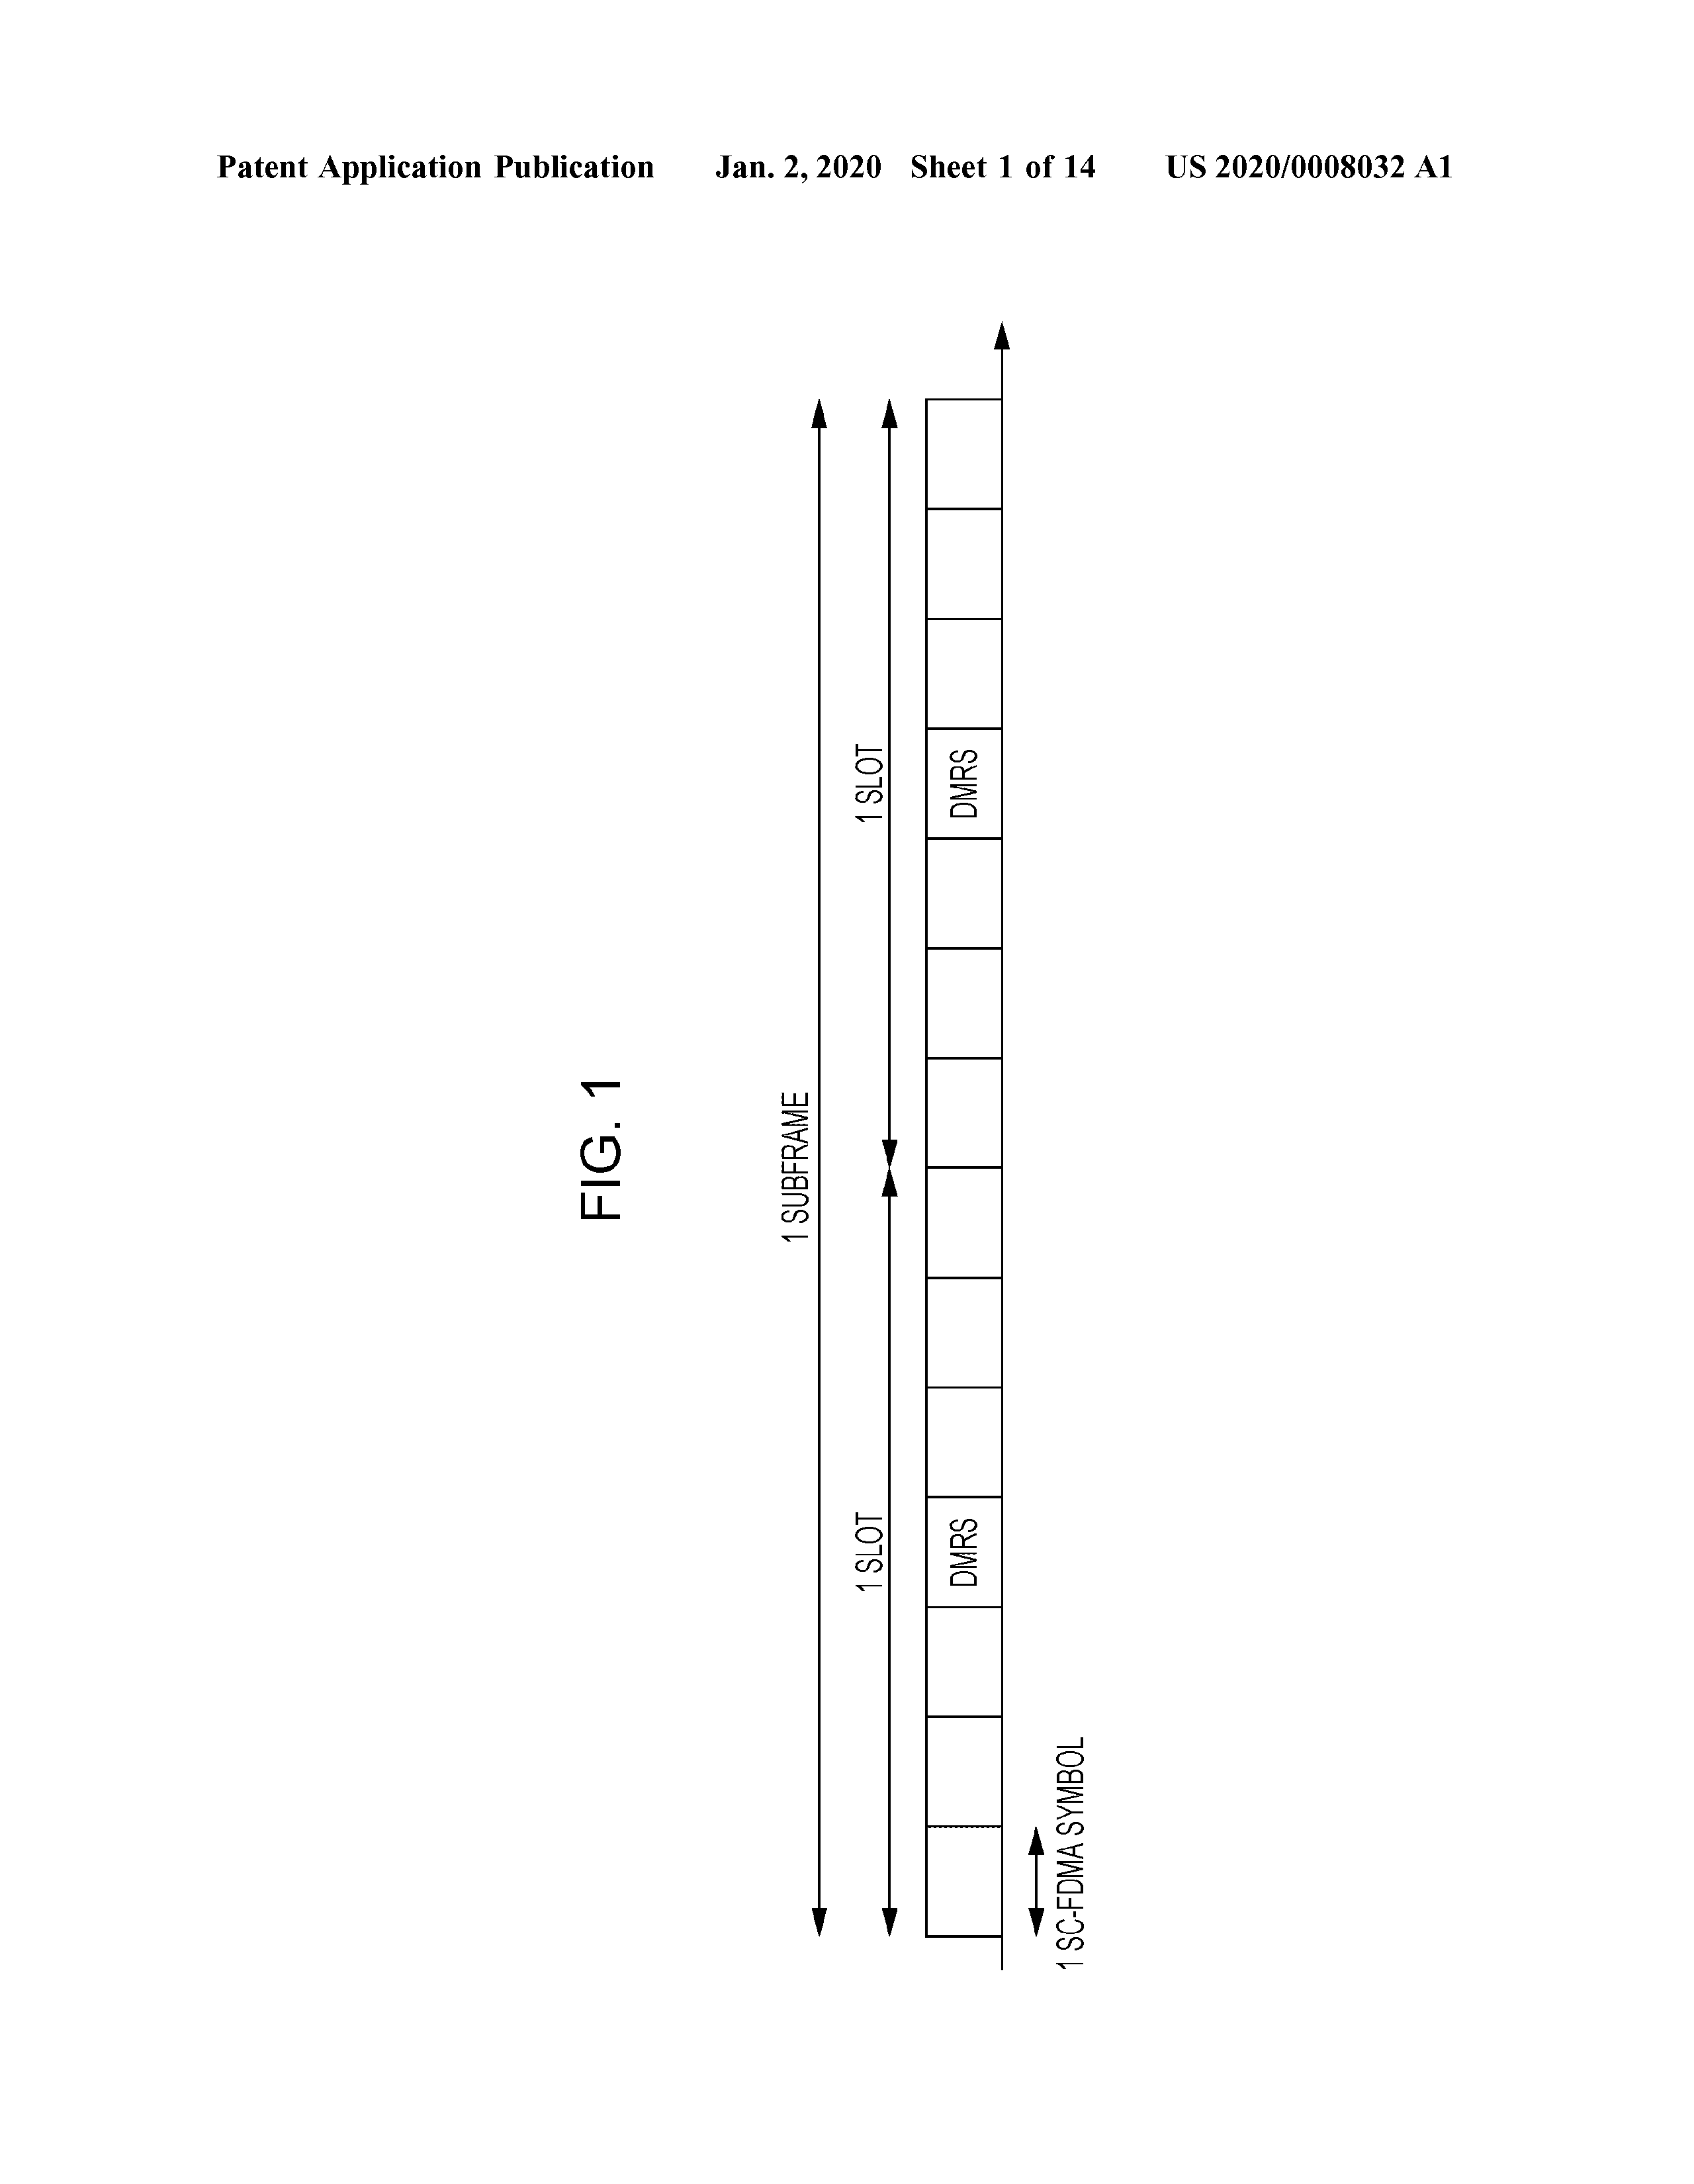 Patent Application Publication Jan. 2, 2020 Sheet 1 of 14 US 2020/0008032 A1
FIG. 1
1 SUBFRAME
1 SLOT 1 SLOT
DMRS DMRS
1 SC-FDMA SYMBOL